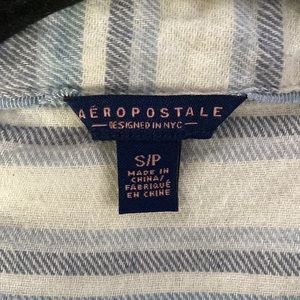 AÉROPOSTALE
DESIGNED IN NYC
S/P
MADE IN
CHINA/
FABRIQUÉ
EN CHINE